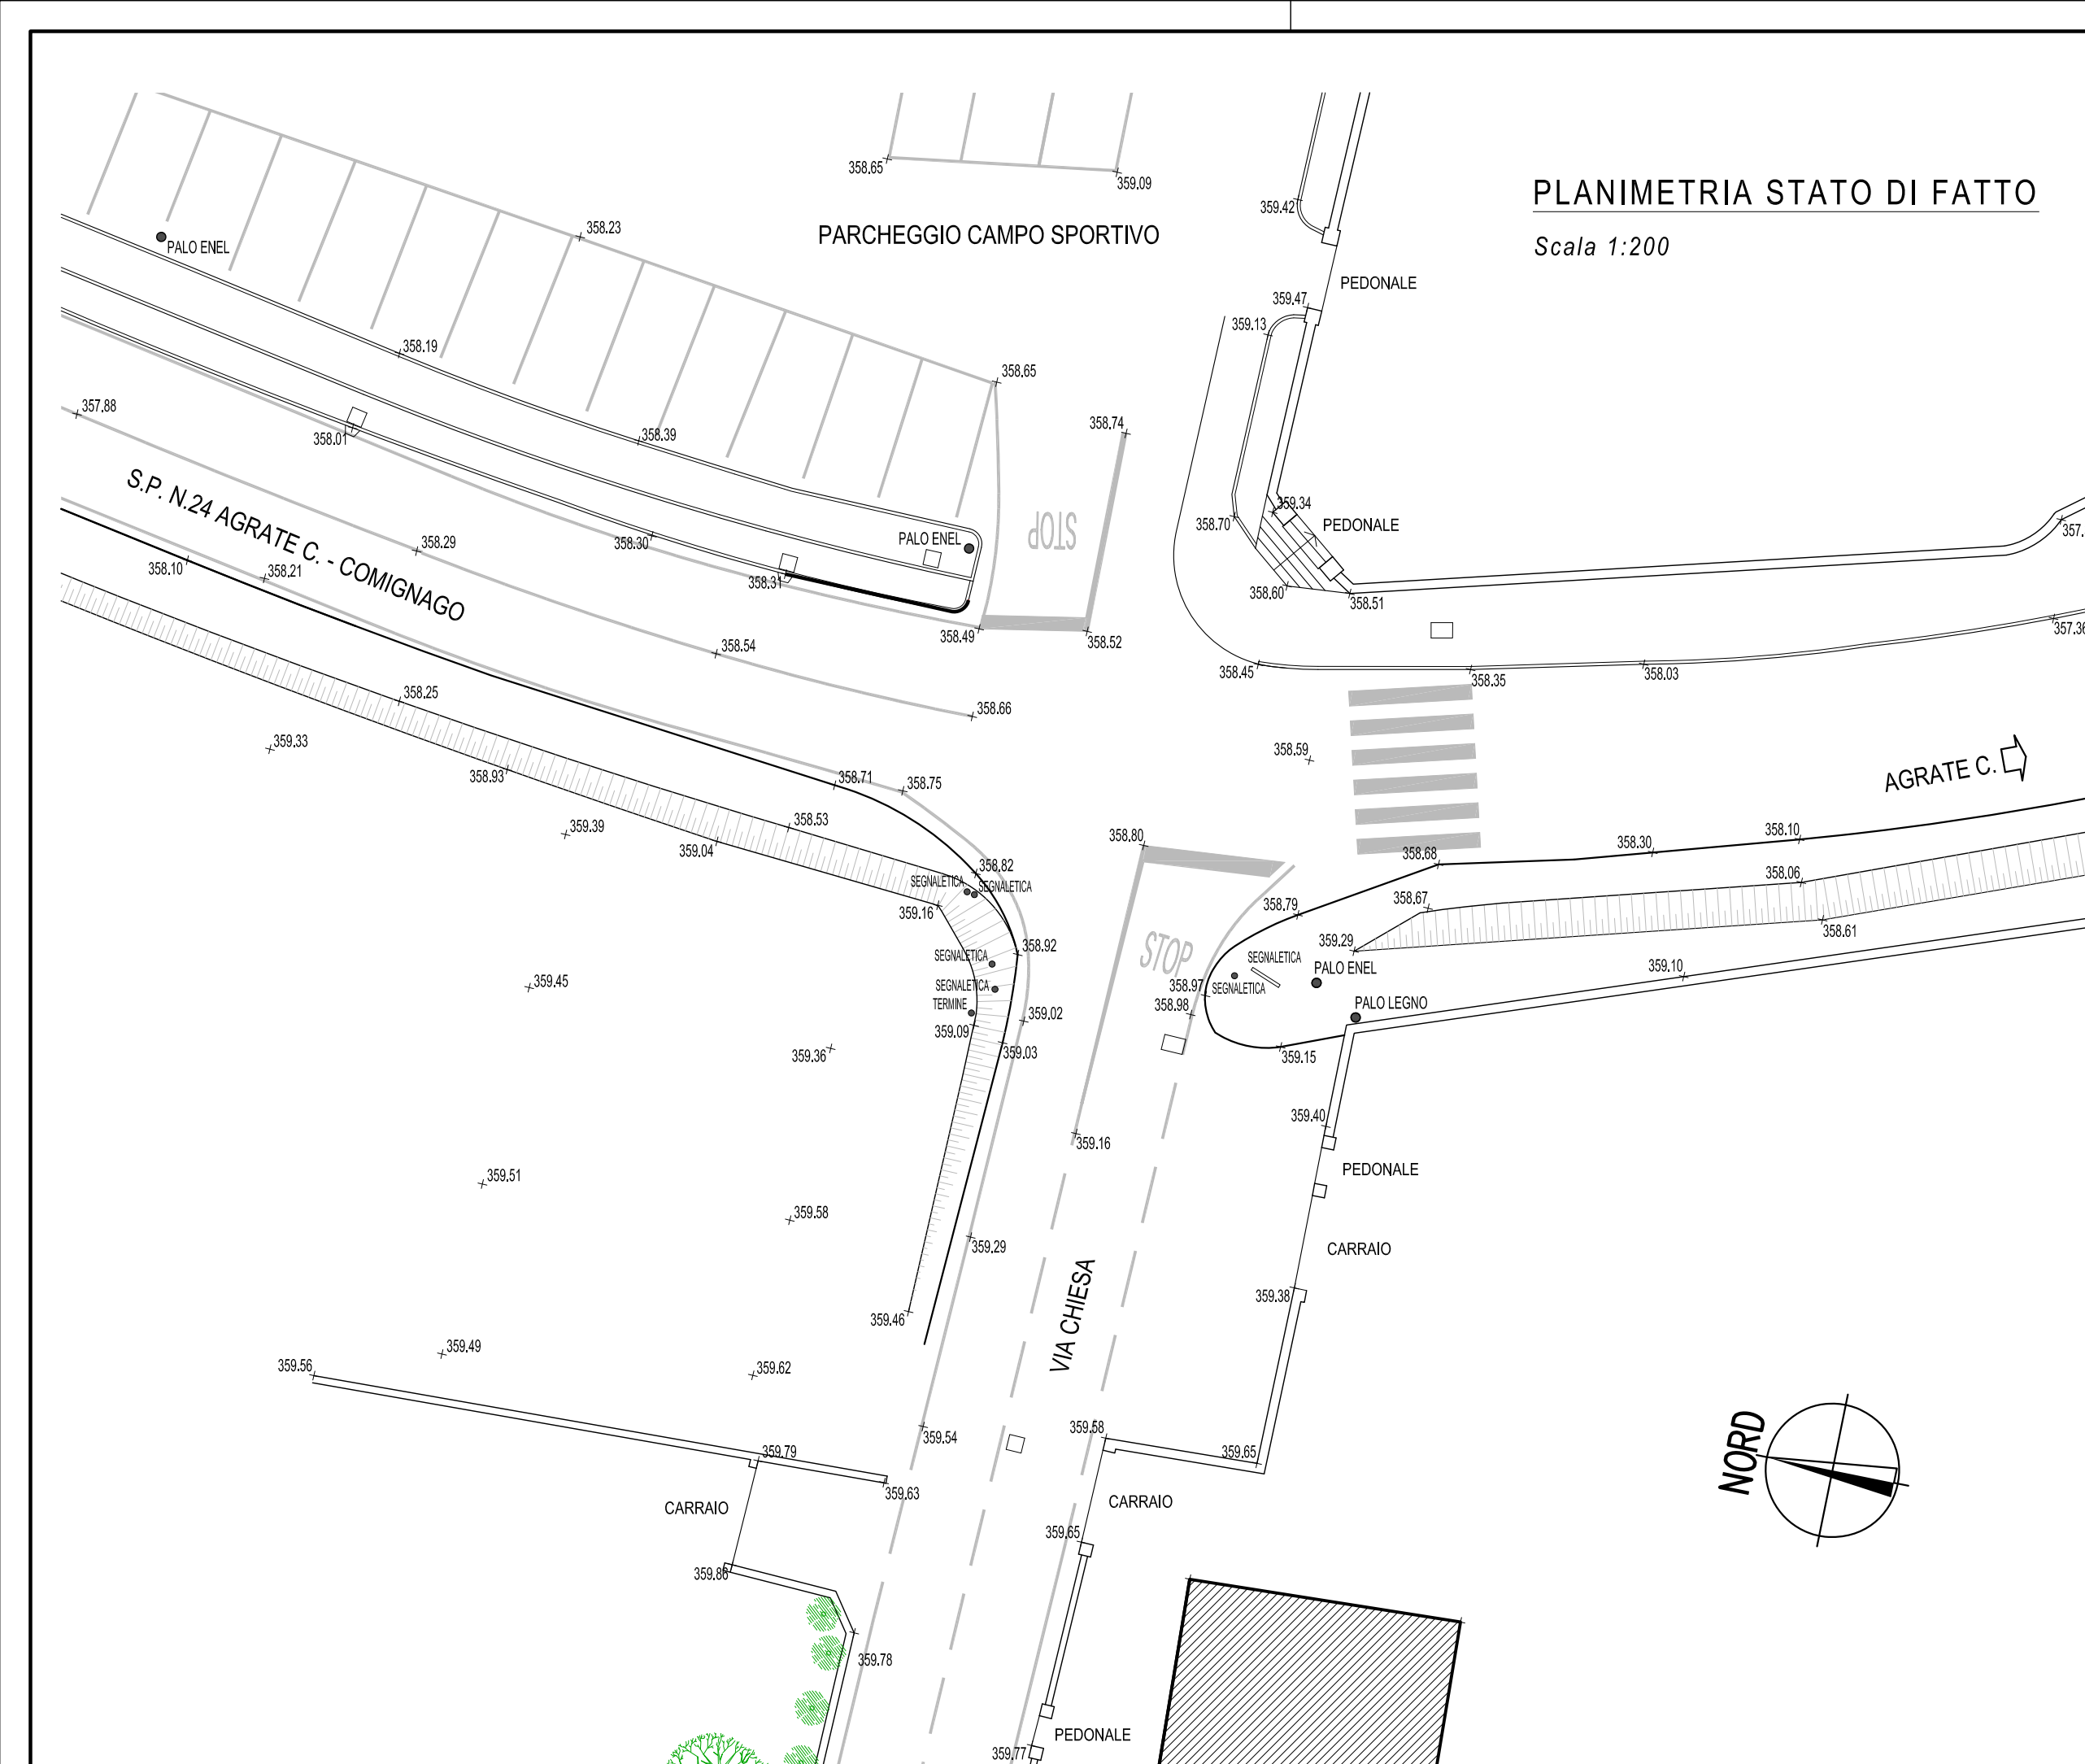 358.65
359.09
PLANIMETRIA STATO DI FATTO
359.42
358.23
PARCHEGGIO CAMPO SPORTIVO
PALO ENEL
Scala 1:200
PEDONALE
359.47
359.13
358.19
358.65
357.88
358.74
358.01
358.39
S.P. N.24 AGRATE C. - COMIGNAGO
359.34
358.70
PEDONALE
STOP
357.
358.29
358.30
PALO ENEL
358.10
358.21
358.31
358.60
358.51
358.49
358.52
357.36
358.54
358.45
358.35
358.03
358.25
358.66
359.33
358.59
358.93
358.71
358.75
AGRATE C.
359.39
358.53
358.80
358.30
358.10
359.04
358.68
358.82
SEGNALETICA
SEGNALETICA
358.06
359.16
358.79
358.67
358.61
358.92
359.29
STOP
SEGNALETICA
SEGNALETICA
PALO ENEL
359.10
359.45
SEGNALETICA
358.97
SEGNALETICA
TERMINE
358.98
PALO LEGNO
359.02
359.09
359.36
359.03
359.15
359.40
359.16
PEDONALE
359.51
359.58
359.29
CARRAIO
VIA CHIESA
359.38
359.46
359.49
359.56
359.62
359.54
359.58
359.79
359.65
NORD
359.63
CARRAIO
CARRAIO
359.65
359.86
359.78
PEDONALE
359.77